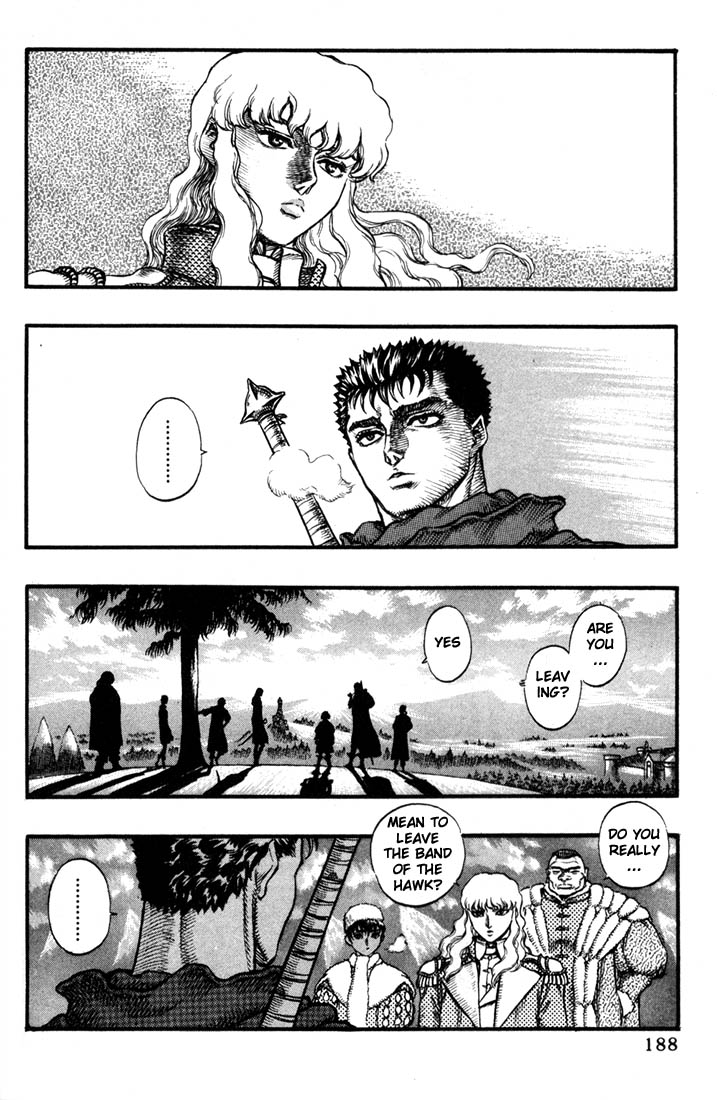 .........
ARE
YOU
...
LEAV
ING?
YES
DO YOU
REALLY
...
MEAN TO
LEAVE
THE BAND
OF THE
HAWK?
.........
188